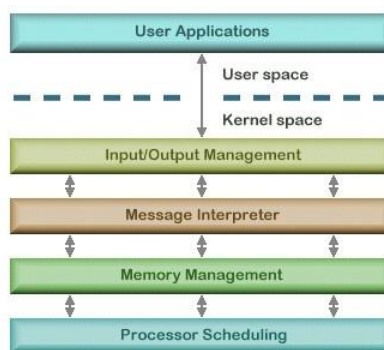 User Applications
User space
Kernel space
Input/Output Management
Message Interpreter
Memory Management
Processor Scheduling